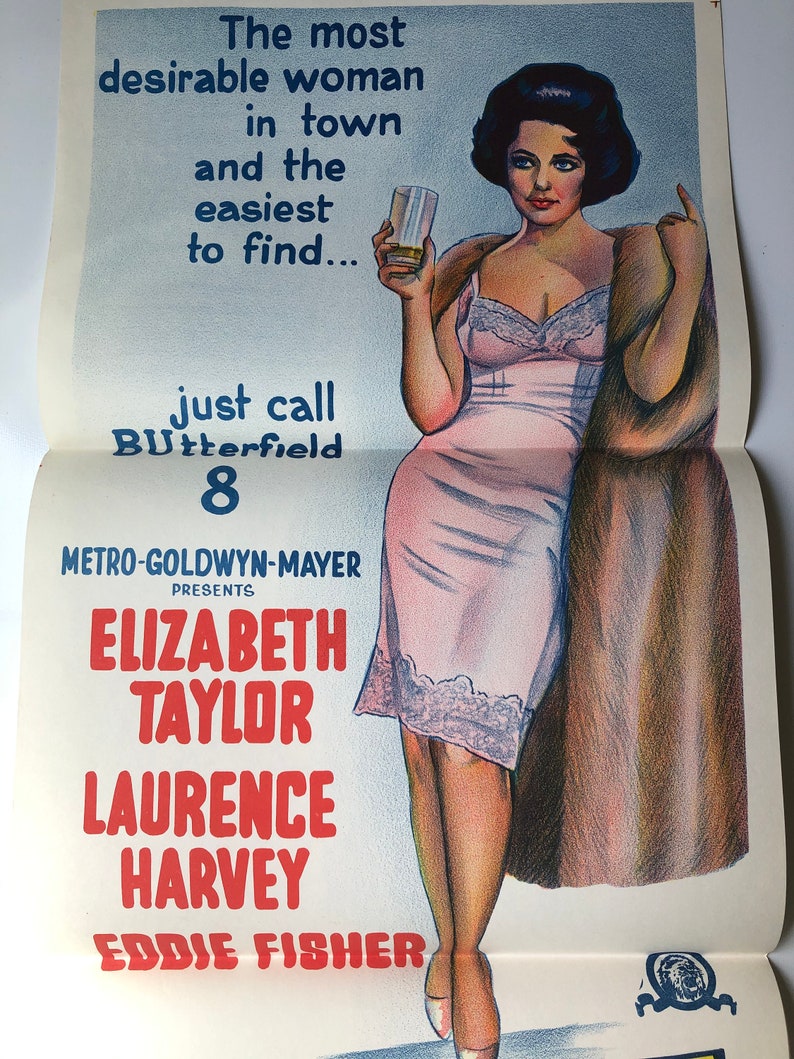 The most
desirable woman
in town
and the
easiest
to find...
just call
BUtterfield
8
METRO-GOLDWYN-MAYER
PRESENTS
ELIZABETH
TAYLOR
LAURENCE
HARVEY
EDDIE FISHER